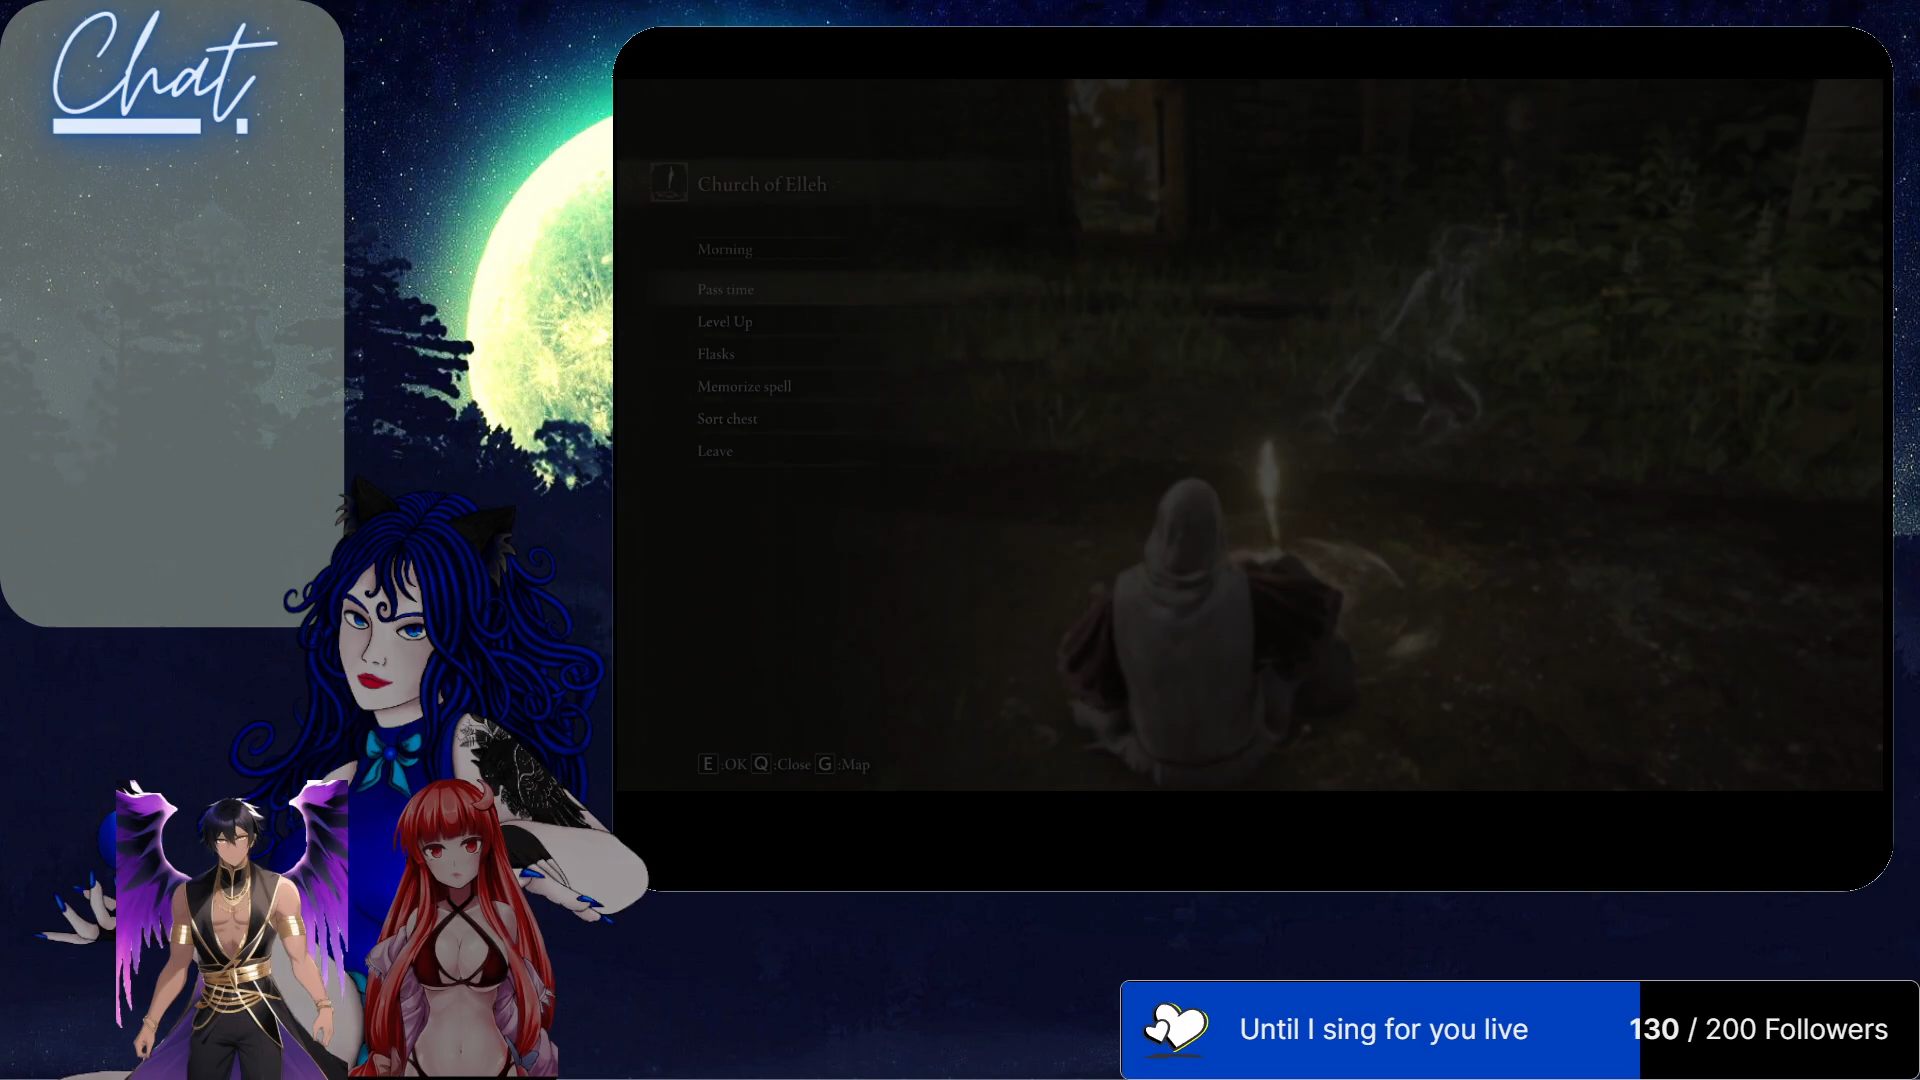 Chat
Church of Elleh
Morning
Pass time
Level Up
Flasks
Memorize spell
Sort chest
Leave
E :OK Q :Close G :Map
Until I sing for you live 130 / 200 Followers